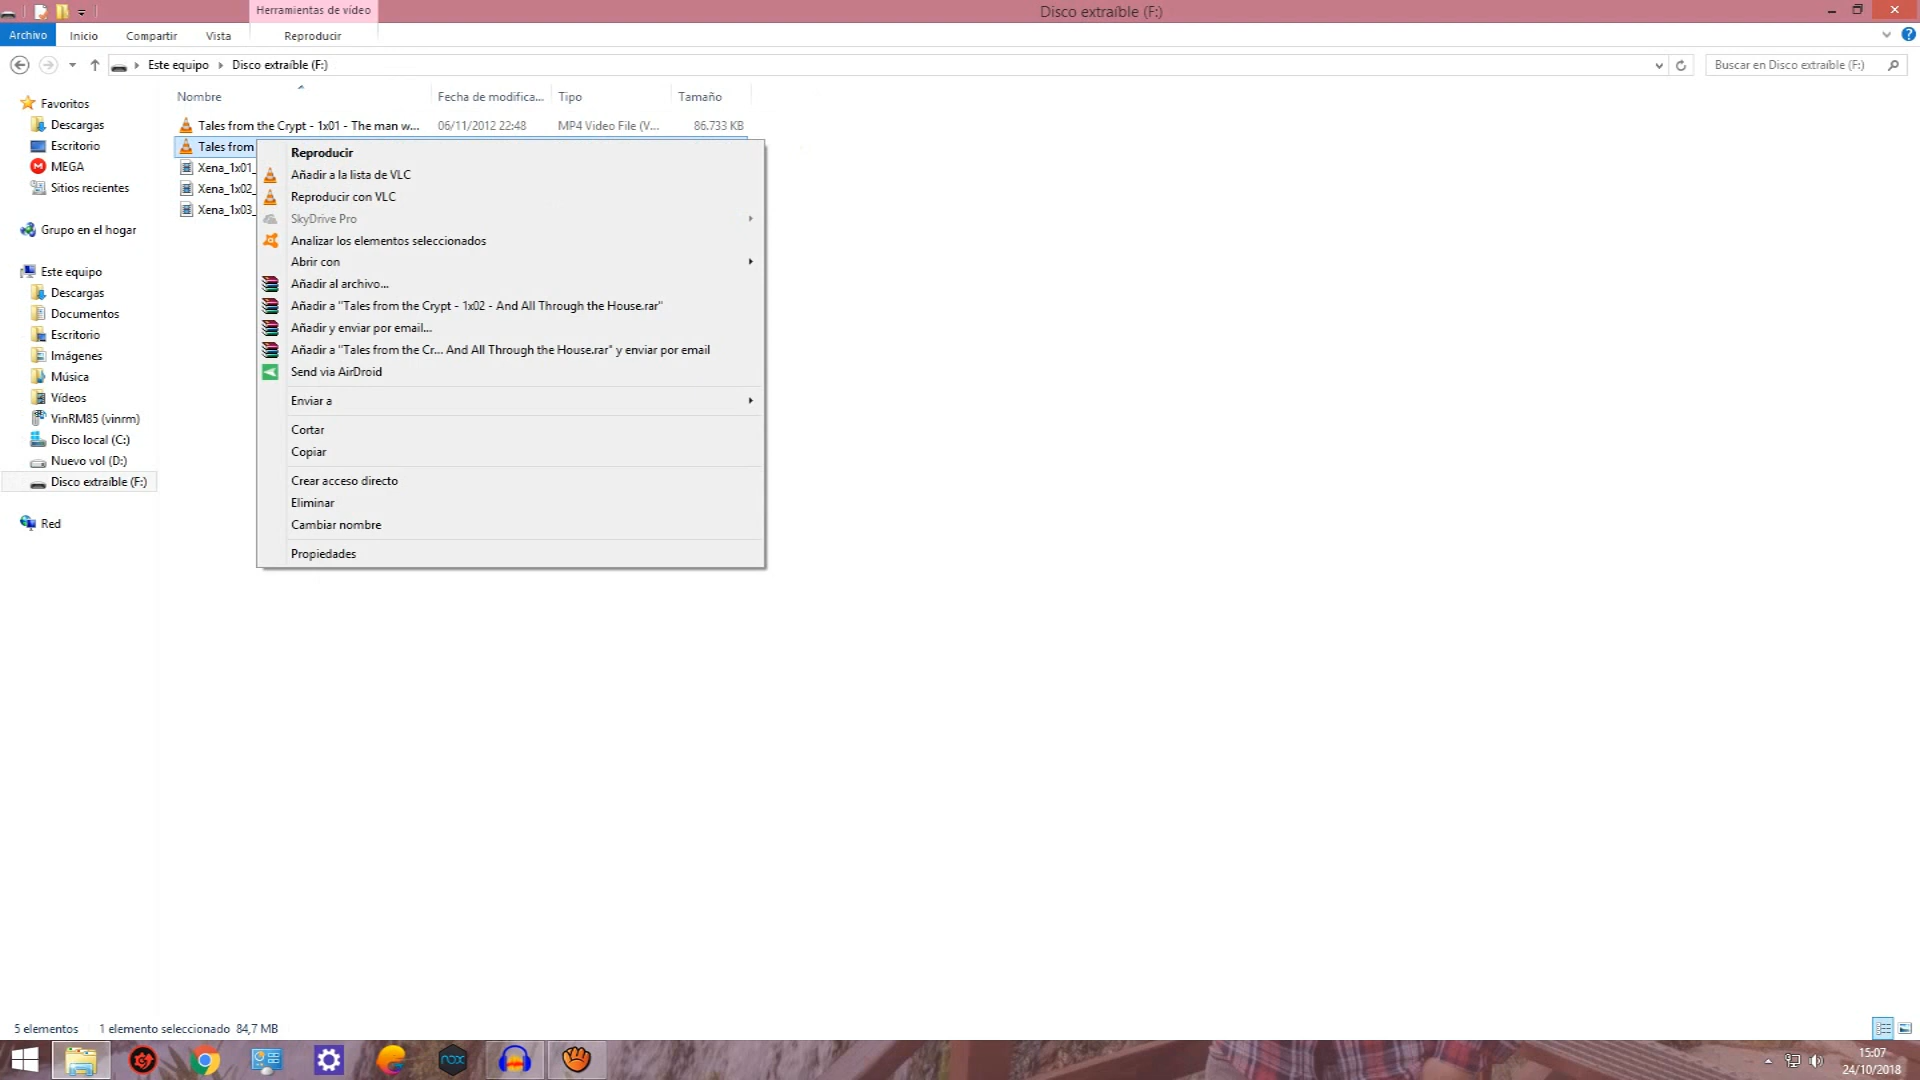 Herramientas de vídeo
Disco extraíble (F:)
Archivo
Inicio
Compartir
Vista
Reproducir
Este equipo
Disco extraíble (F:)
Buscar en Disco extraíble (F:)
Nombre
Fecha de modifica...
Tipo
Tamaño
Tales from the Crypt - 1x01 - The man w...
06/11/2012 22:48
MP4 Video File (V...
86.733 KB
Tales from
Xena_1x01_
Xena_1x02_
Xena_1x03_
Favoritos
Descargas
Escritorio
MEGA
Sitios recientes
Grupo en el hogar
Este equipo
Descargas
Documentos
Escritorio
Imágenes
Música
Vídeos
VinRM85 (vinrm)
Disco local (C:)
Nuevo vol (D:)
Disco extraíble (F:)
Red
Reproducir
Añadir a la lista de VLC
Reproducir con VLC
SkyDrive Pro
Analizar los elementos seleccionados
Abrir con
Añadir al archivo...
Añadir a "Tales from the Crypt - 1x02 - And All Through the House.rar"
Añadir y enviar por email...
Añadir a "Tales from the Cr... And All Through the House.rar" y enviar por email
Send via AirDroid
Enviar a
Cortar
Copiar
Crear acceso directo
Eliminar
Cambiar nombre
Propiedades
5 elementos
1 elemento seleccionado 84,7 MB
nox
15:07
24/10/2018